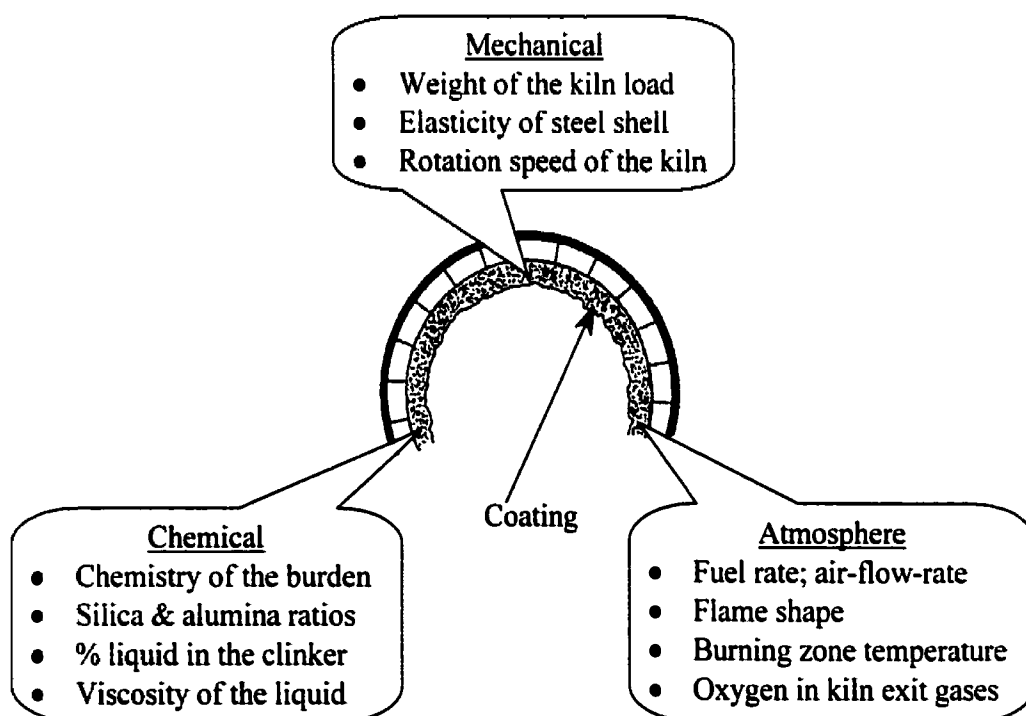 Mechanical
• Weight of the kiln load
• Elasticity of steel shell
• Rotation speed of the kiln
Coating
Chemical
• Chemistry of the burden
• Silica & alumina ratios
• % liquid in the clinker
• Viscosity of the liquid
Atmosphere
• Fuel rate; air-flow-rate
• Flame shape
• Burning zone temperature
• Oxygen in kiln exit gases